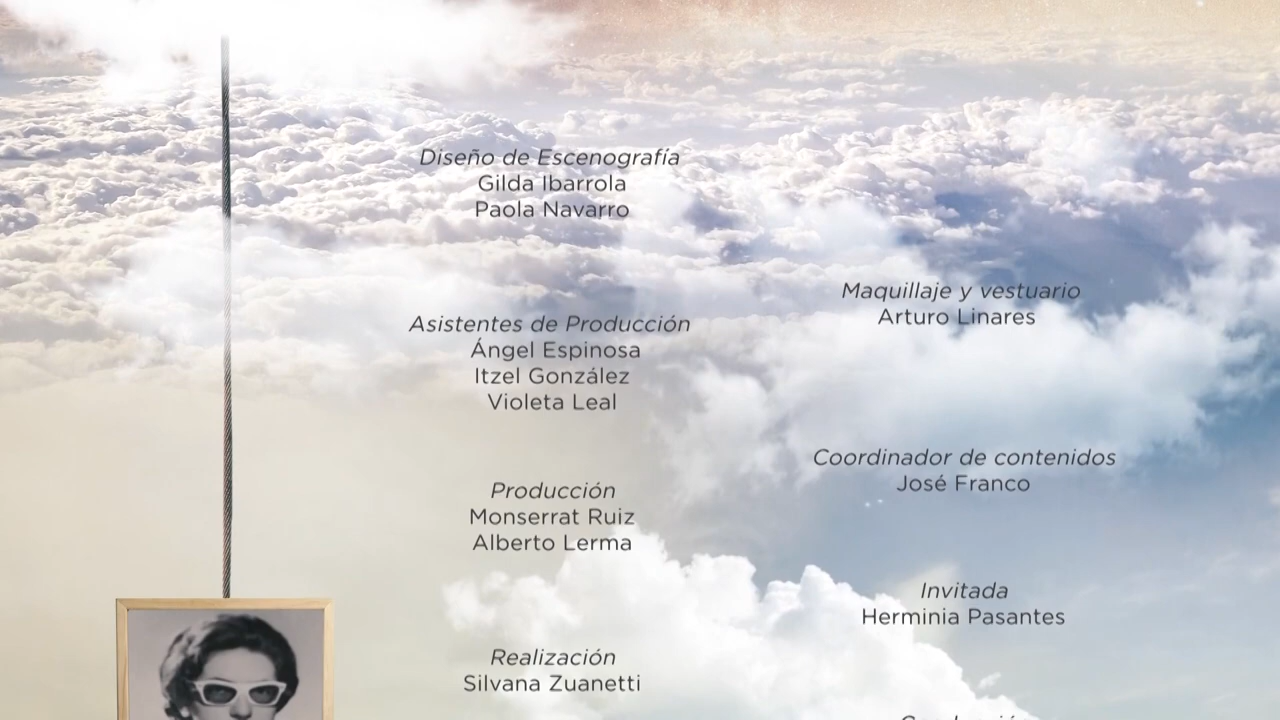 Diseño de Escenografía
Gilda Ibarrola
Paola Navarro
Asistentes de Producción
Ángel Espinosa
Itzel González
Violeta Leal
Producción
Monserrat Ruiz
Alberto Lerma
Realización
Silvana Zuanetti
Maquillaje y vestuario
Arturo Linares
Coordinador de contenidos
José Franco
Invitada
Herminia Pasantes